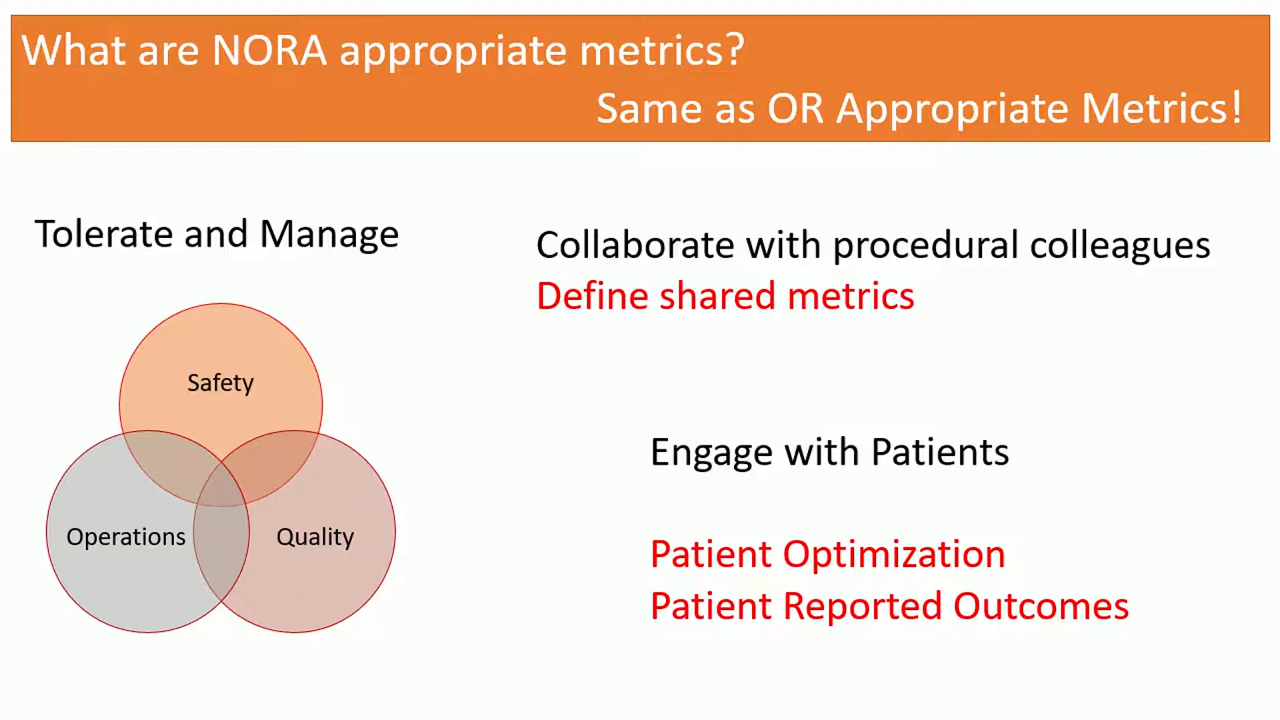 What are NORA appropriate metrics?
Same as OR Appropriate Metrics!
Tolerate and Manage
Safety
Operations
Quality
Collaborate with procedural colleagues
Define shared metrics
Engage with Patients
Patient Optimization
Patient Reported Outcomes